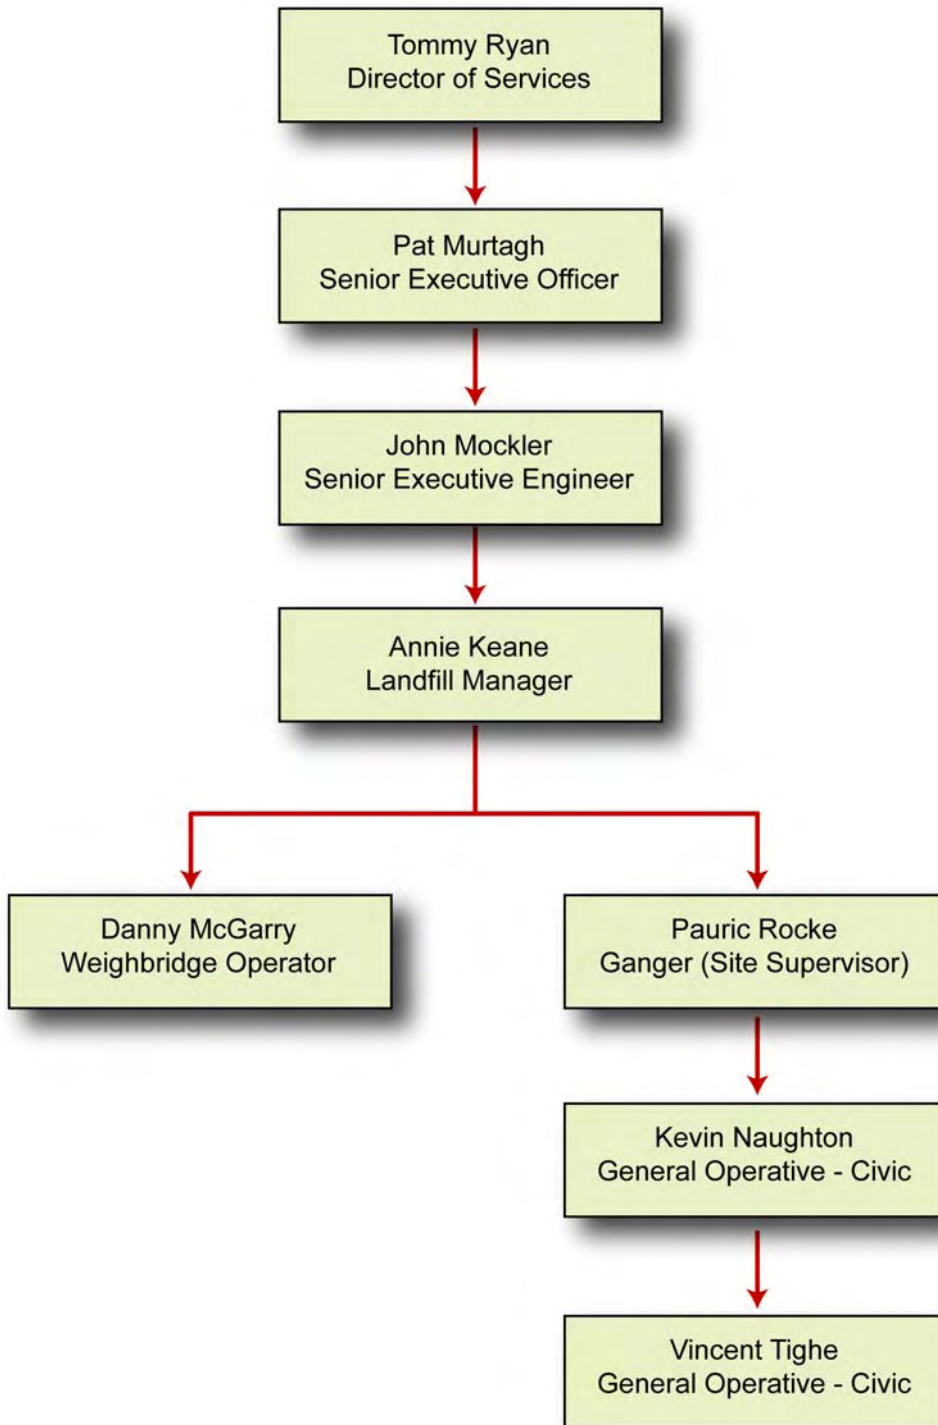 Tommy Ryan
Director of Services
Pat Murtagh
Senior Executive Officer
John Mockler
Senior Executive Engineer
Annie Keane
Landfill Manager
Danny McGarry
Weighbridge Operator
Pauric Rocke
Ganger (Site Supervisor)
Kevin Naughton
General Operative - Civic
Vincent Tighe
General Operative - Civic